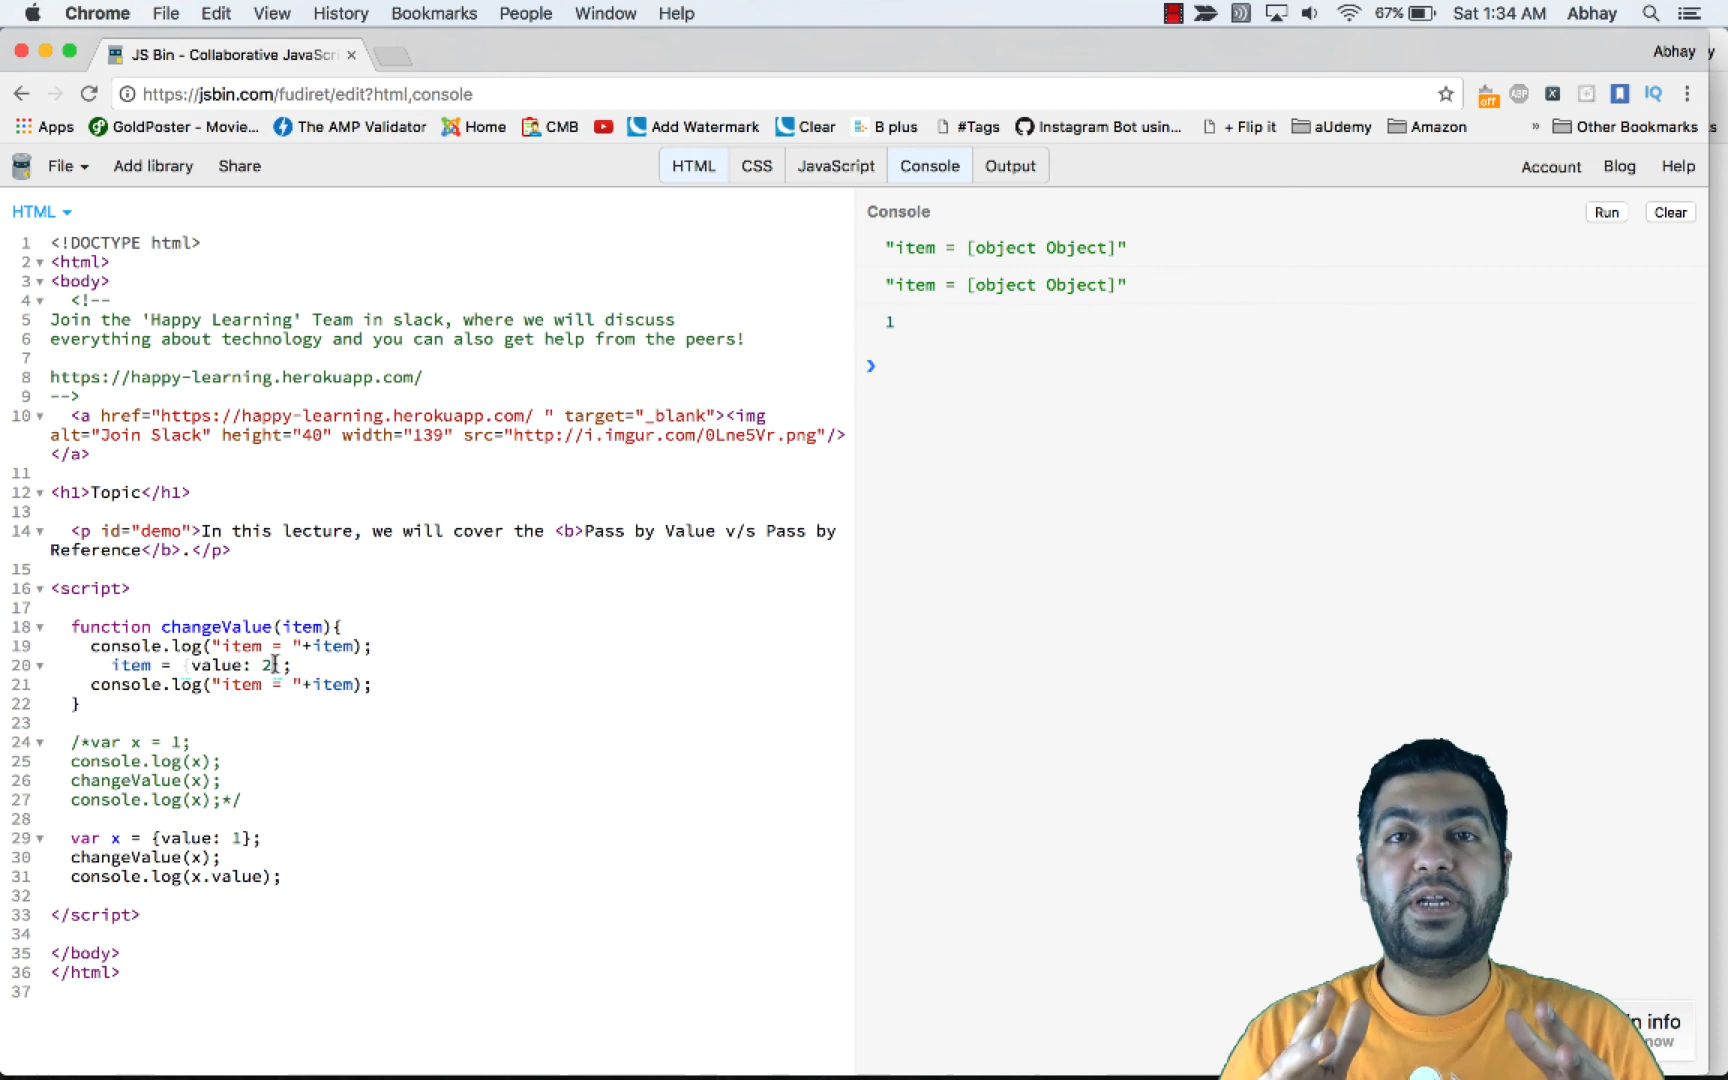 Chrome File Edit View History Bookmarks People Window Help 67% Sat 1:34 AM Abhay
JS Bin - Collaborative JavaScri Abhay
https://jsbin.com/fudiret/edit?html,console off ABP X IQ
Apps GoldPoster - Movie... The AMP Validator Home CMB Add Watermark Clear B plus #Tags Instagram Bot usin... + Flip it aUdemy Amazon » Other Bookmarks
File Add library Share HTML CSS JavaScript Console Output Account Blog Help
HTML
Console Run Clear
1 <!DOCTYPE html>
2 <html>
3 <body>
4 <!--
5 Join the 'Happy Learning' Team in slack, where we will discuss
6 everything about technology and you can also get help from the peers!
7
8 https://happy-learning.herokuapp.com/
9 -->
10 <a href="https://happy-learning.herokuapp.com/ " target="_blank"><img
alt="Join Slack" height="40" width="139" src="http://i.imgur.com/0Lne5Vr.png"/>
</a>
11
12 <h1>Topic</h1>
13
14 <p id="demo">In this lecture, we will cover the <b>Pass by Value v/s Pass by
Reference</b>.</p>
15
16 <script>
17
18 function changeValue(item){
19 console.log("item = "+item);
20 item = {value: 2};
21 console.log("item = "+item);
22 }
23
24 /*var x = 1;
25 console.log(x);
26 changeValue(x);
27 console.log(x);*/
28
29 var x = {value: 1};
30 changeValue(x);
31 console.log(x.value);
32
33 </script>
34
35 </body>
36 </html>
37
"item = [object Object]"
"item = [object Object]"
1
n info
now